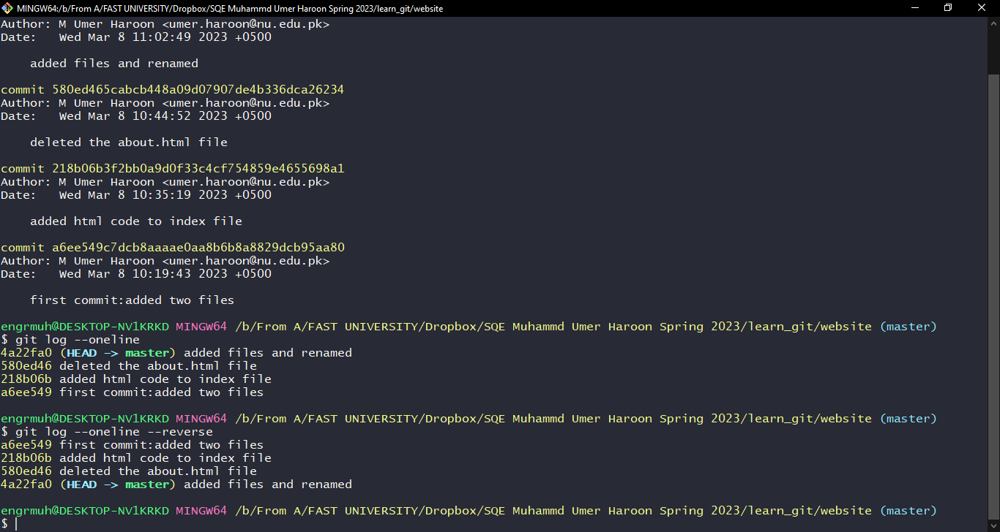 MINGW64:/b/From A/FAST UNIVERSITY/Dropbox/SQE Muhammd Umer Haroon Spring 2023/learn_git/website
Author: M Umer Haroon <umer.haroon@nu.edu.pk>
Date:   Wed Mar 8 11:02:49 2023 +0500
    added files and renamed
commit 580ed465cabcb448a09d07907de4b336dca26234
Author: M Umer Haroon <umer.haroon@nu.edu.pk>
Date:   Wed Mar 8 10:44:52 2023 +0500
    deleted the about.html file
commit 218b06b3f2bb0a9d0f33c4cf754859e4655698a1
Author: M Umer Haroon <umer.haroon@nu.edu.pk>
Date:   Wed Mar 8 10:35:19 2023 +0500
    added html code to index file
commit a6ee549c7dcb8aaaae0aa8b6b8a8829dcb95aa80
Author: M Umer Haroon <umer.haroon@nu.edu.pk>
Date:   Wed Mar 8 10:19:43 2023 +0500
    first commit:added two files
engrmuh@DESKTOP-NV1KRKD MINGW64 /b/From A/FAST UNIVERSITY/Dropbox/SQE Muhammd Umer Haroon Spring 2023/learn_git/website (master)
$ git log --oneline
4a22fa0 (HEAD -> master) added files and renamed
580ed46 deleted the about.html file
218b06b added html code to index file
a6ee549 first commit:added two files
engrmuh@DESKTOP-NV1KRKD MINGW64 /b/From A/FAST UNIVERSITY/Dropbox/SQE Muhammd Umer Haroon Spring 2023/learn_git/website (master)
$ git log --oneline --reverse
a6ee549 first commit:added two files
218b06b added html code to index file
580ed46 deleted the about.html file
4a22fa0 (HEAD -> master) added files and renamed
engrmuh@DESKTOP-NV1KRKD MINGW64 /b/From A/FAST UNIVERSITY/Dropbox/SQE Muhammd Umer Haroon Spring 2023/learn_git/website (master)
$